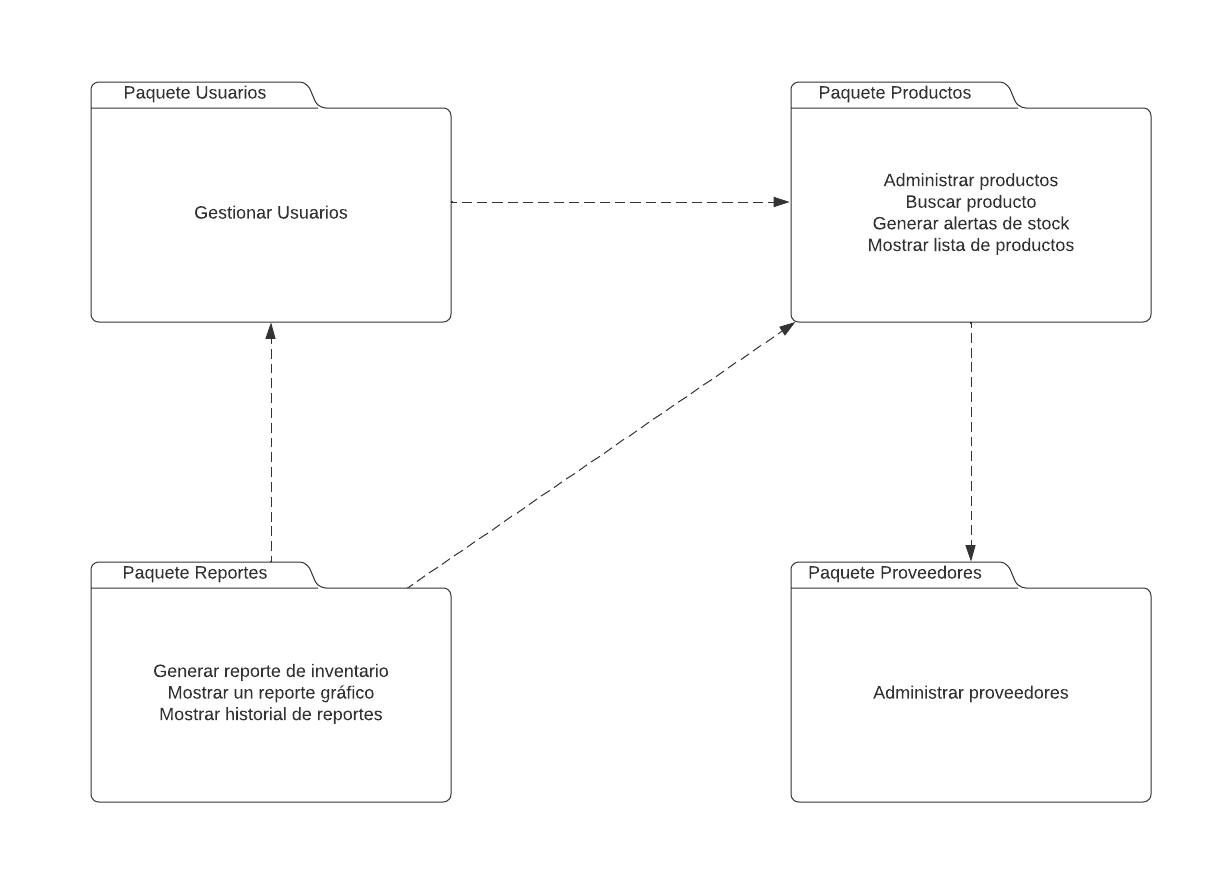 Paquete Usuarios
Gestionar Usuarios
Paquete Productos
Administrar productos
Buscar producto
Generar alertas de stock
Mostrar lista de productos
Paquete Reportes
Generar reporte de inventario
Mostrar un reporte gráfico
Mostrar historial de reportes
Paquete Proveedores
Administrar proveedores